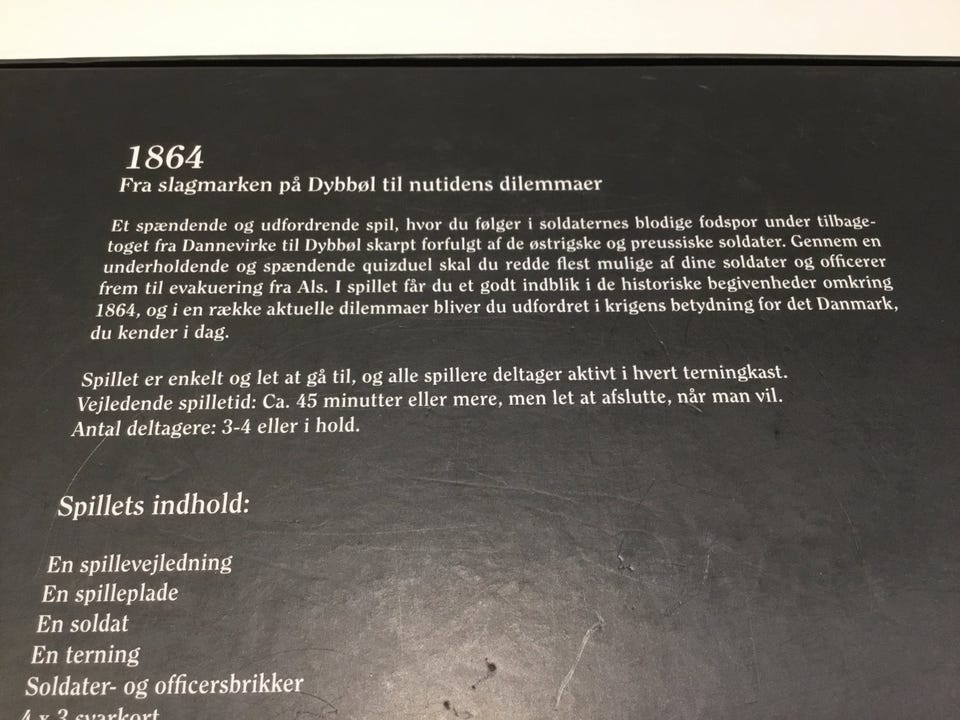 1864
Fra slagmarken på Dybbøl til nutidens dilemmaer
Et spændende og udfordrende spil, hvor du følger i soldaternes blodige fodspor under tilbage-
toget fra Dannevirke til Dybbøl skarpt forfulgt af de østrigske og preussiske soldater. Gennem en
underholdende og spændende quizduel skal du redde flest mulige af dine soldater og officerer
frem til evakuering fra Als. I spillet får du et godt indblik i de historiske begivenheder omkring
1864, og i en række aktuelle dilemmaer bliver du udfordret i krigens betydning for det Danmark,
du kender i dag.
Spillet er enkelt og let at gå til, og alle spillere deltager aktivt i hvert terningkast.
Vejledende spilletid: Ca. 45 minutter eller mere, men let at afslutte, når man vil.
Antal deltagere: 3-4 eller i hold.
Spillets indhold:
En spillevejledning
En spilleplade
En soldat
En terning
Soldater- og officersbrikker
4 x 3 svarkort